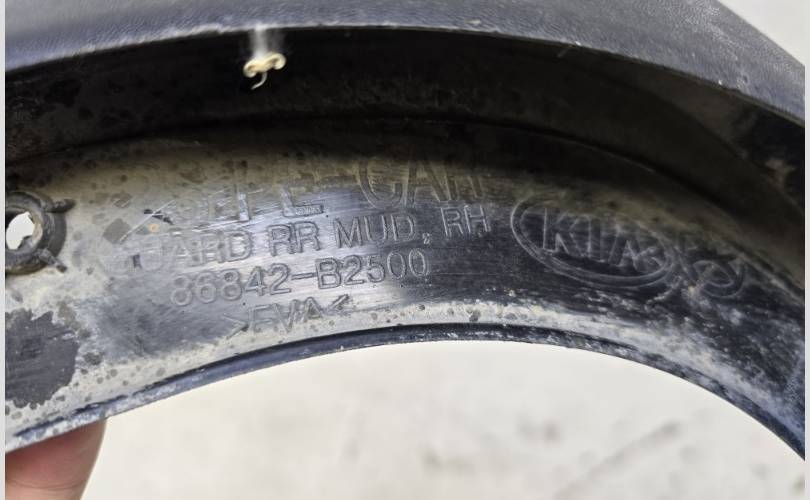 GUARD RR MUD, RH
86842-B2500
>EVA<
KIA